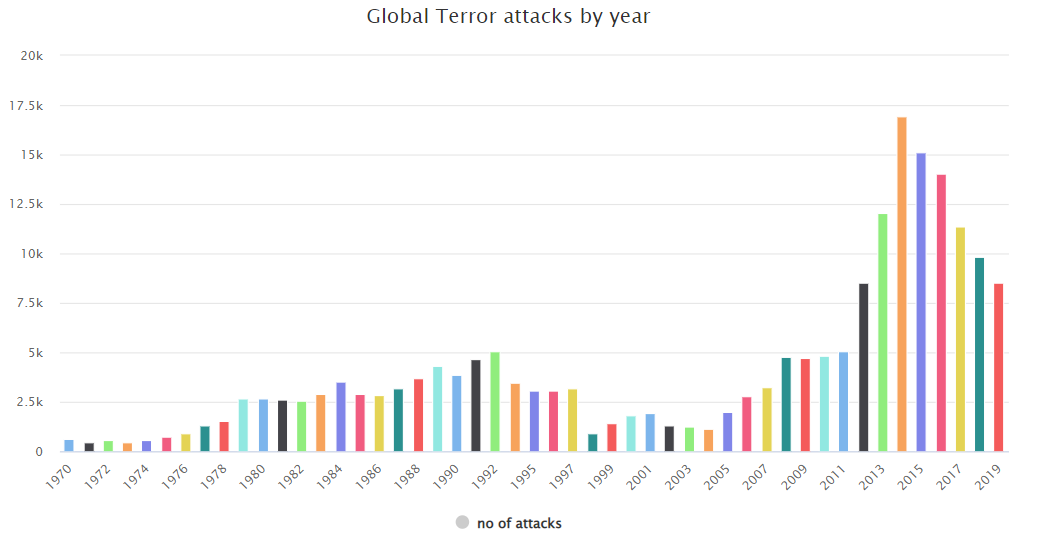 Global Terror attacks by year
20k
17.5k
15k
12.5k
10k
7.5k
5k
2.5k
0
1970 1972 1974 1976 1978 1980 1982 1984 1986 1988 1990 1992 1995 1997 1999 2001 2003 2005 2007 2009 2011 2013 2015 2017 2019
no of attacks